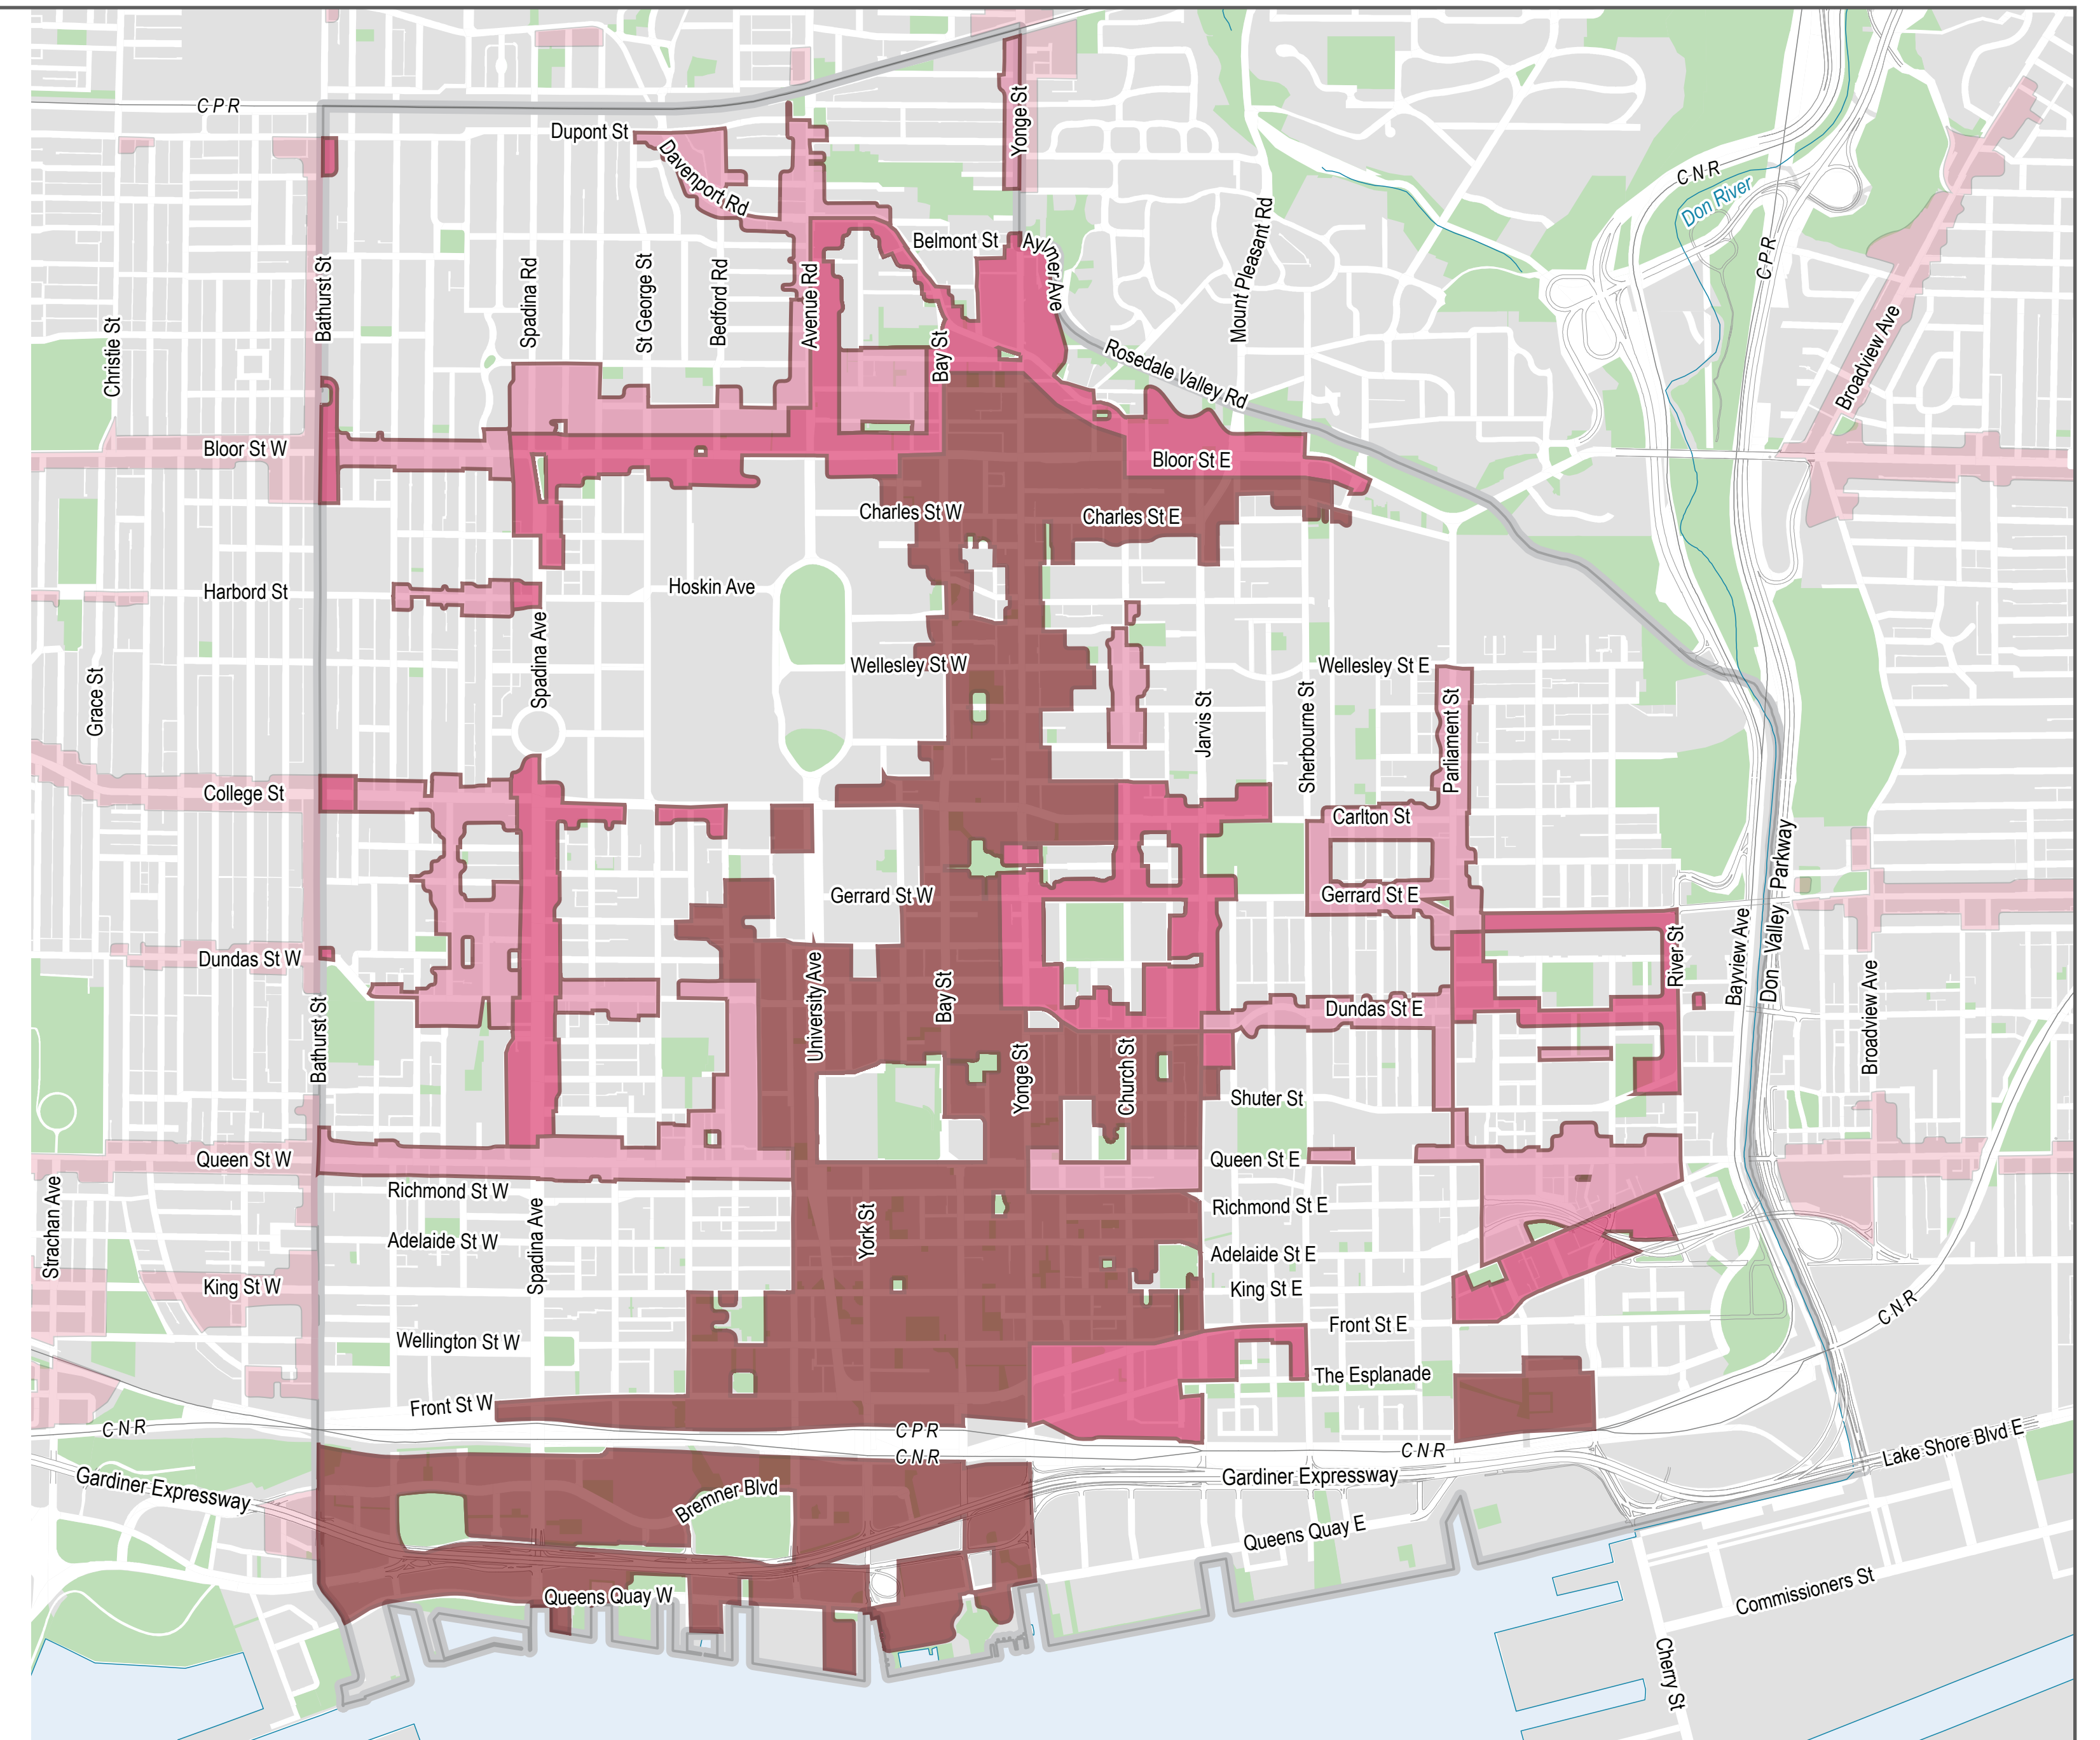 CPR
Dupont St
Davenport Rd
Yonge St
CNR
Don River
CPR
Mount Pleasant Rd
Belmont St
Aylmer Ave
Bathurst St
Spadina Rd
St George St
Bedford Rd
Avenue Rd
Bay St
Christie St
Rosedale Valley Rd
Broadview Ave
Bloor St W
Bloor St E
Charles St W
Charles St E
Harbord St
Hoskin Ave
Spadina Ave
Grace St
Wellesley St W
Wellesley St E
Jarvis St
Sherbourne St
Parliament St
College St
Carlton St
Don Valley Parkway
Gerrard St W
Gerrard St E
Dundas St W
University Ave
Bay St
River St
Bayview Ave
Broadview Ave
Dundas St E
Bathurst St
Yonge St
Church St
Shuter St
Queen St W
Queen St E
Strachan Ave
Richmond St W
Spadina Ave
York St
Richmond St E
Adelaide St W
Adelaide St E
King St W
King St E
Wellington St W
Front St E
CNR
The Esplanade
Front St W
CNR
CPR
CNR
CNR
Lake Shore Blvd E
Gardiner Expressway
Gardiner Expressway
Bremner Blvd
Queens Quay E
Queens Quay W
Commissioners St
Cherry St